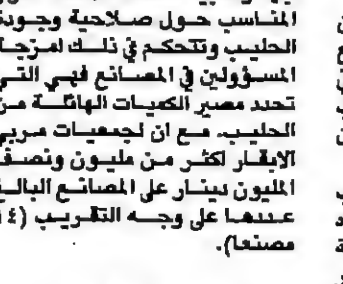 المناسب حول صلاحية وجودة
الحليب وتتحكم في ذلك امزجة
المسؤولين في المصانع فهي التي
تحدد مصير الكميات الهائلة من
الحليب. مع ان لجمعيات مربي
الابقار اكثر من مليون ونصف
المليون دينار على المصانع البالغ
عددها على وجه التقريب (١٤
مصنعا).